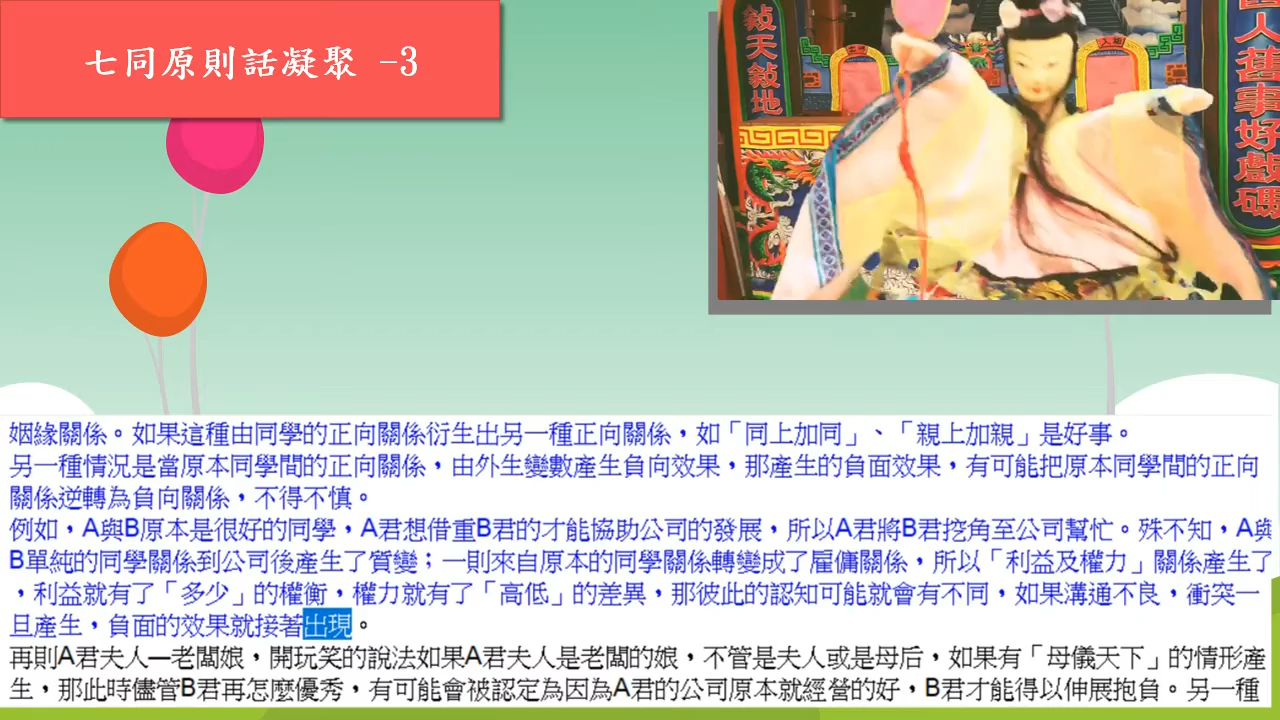 七同原則話凝聚 -3
敍天敍地
人舊事好戲碼
姻緣關係。如果這種由同學的正向關係衍生出另一種正向關係，如「同上加同」、「親上加親」是好事。
另一種情況是當原本同學間的正向關係，由外生變數產生負向效果，那產生的負面效果，有可能把原本同學間的正向
關係逆轉為負向關係，不得不慎。
例如，A與B原本是很好的同學，A君想借重B君的才能協助公司的發展，所以A君將B君挖角至公司幫忙。殊不知，A與
B單純的同學關係到公司後產生了質變；一則來自原本的同學關係轉變成了雇傭關係，所以「利益及權力」關係產生了
，利益就有了「多少」的權衡，權力就有了「高低」的差異，那彼此的認知可能就會有不同，如果溝通不良，衝突一
旦產生，負面的效果就接著出現。
再則A君夫人—老闆娘，開玩笑的說法如果A君夫人是老闆的娘，不管是夫人或是母后，如果有「母儀天下」的情形產
生，那此時儘管B君再怎麼優秀，有可能會被認定為因為A君的公司原本就經營的好，B君才能得以伸展抱負。另一種